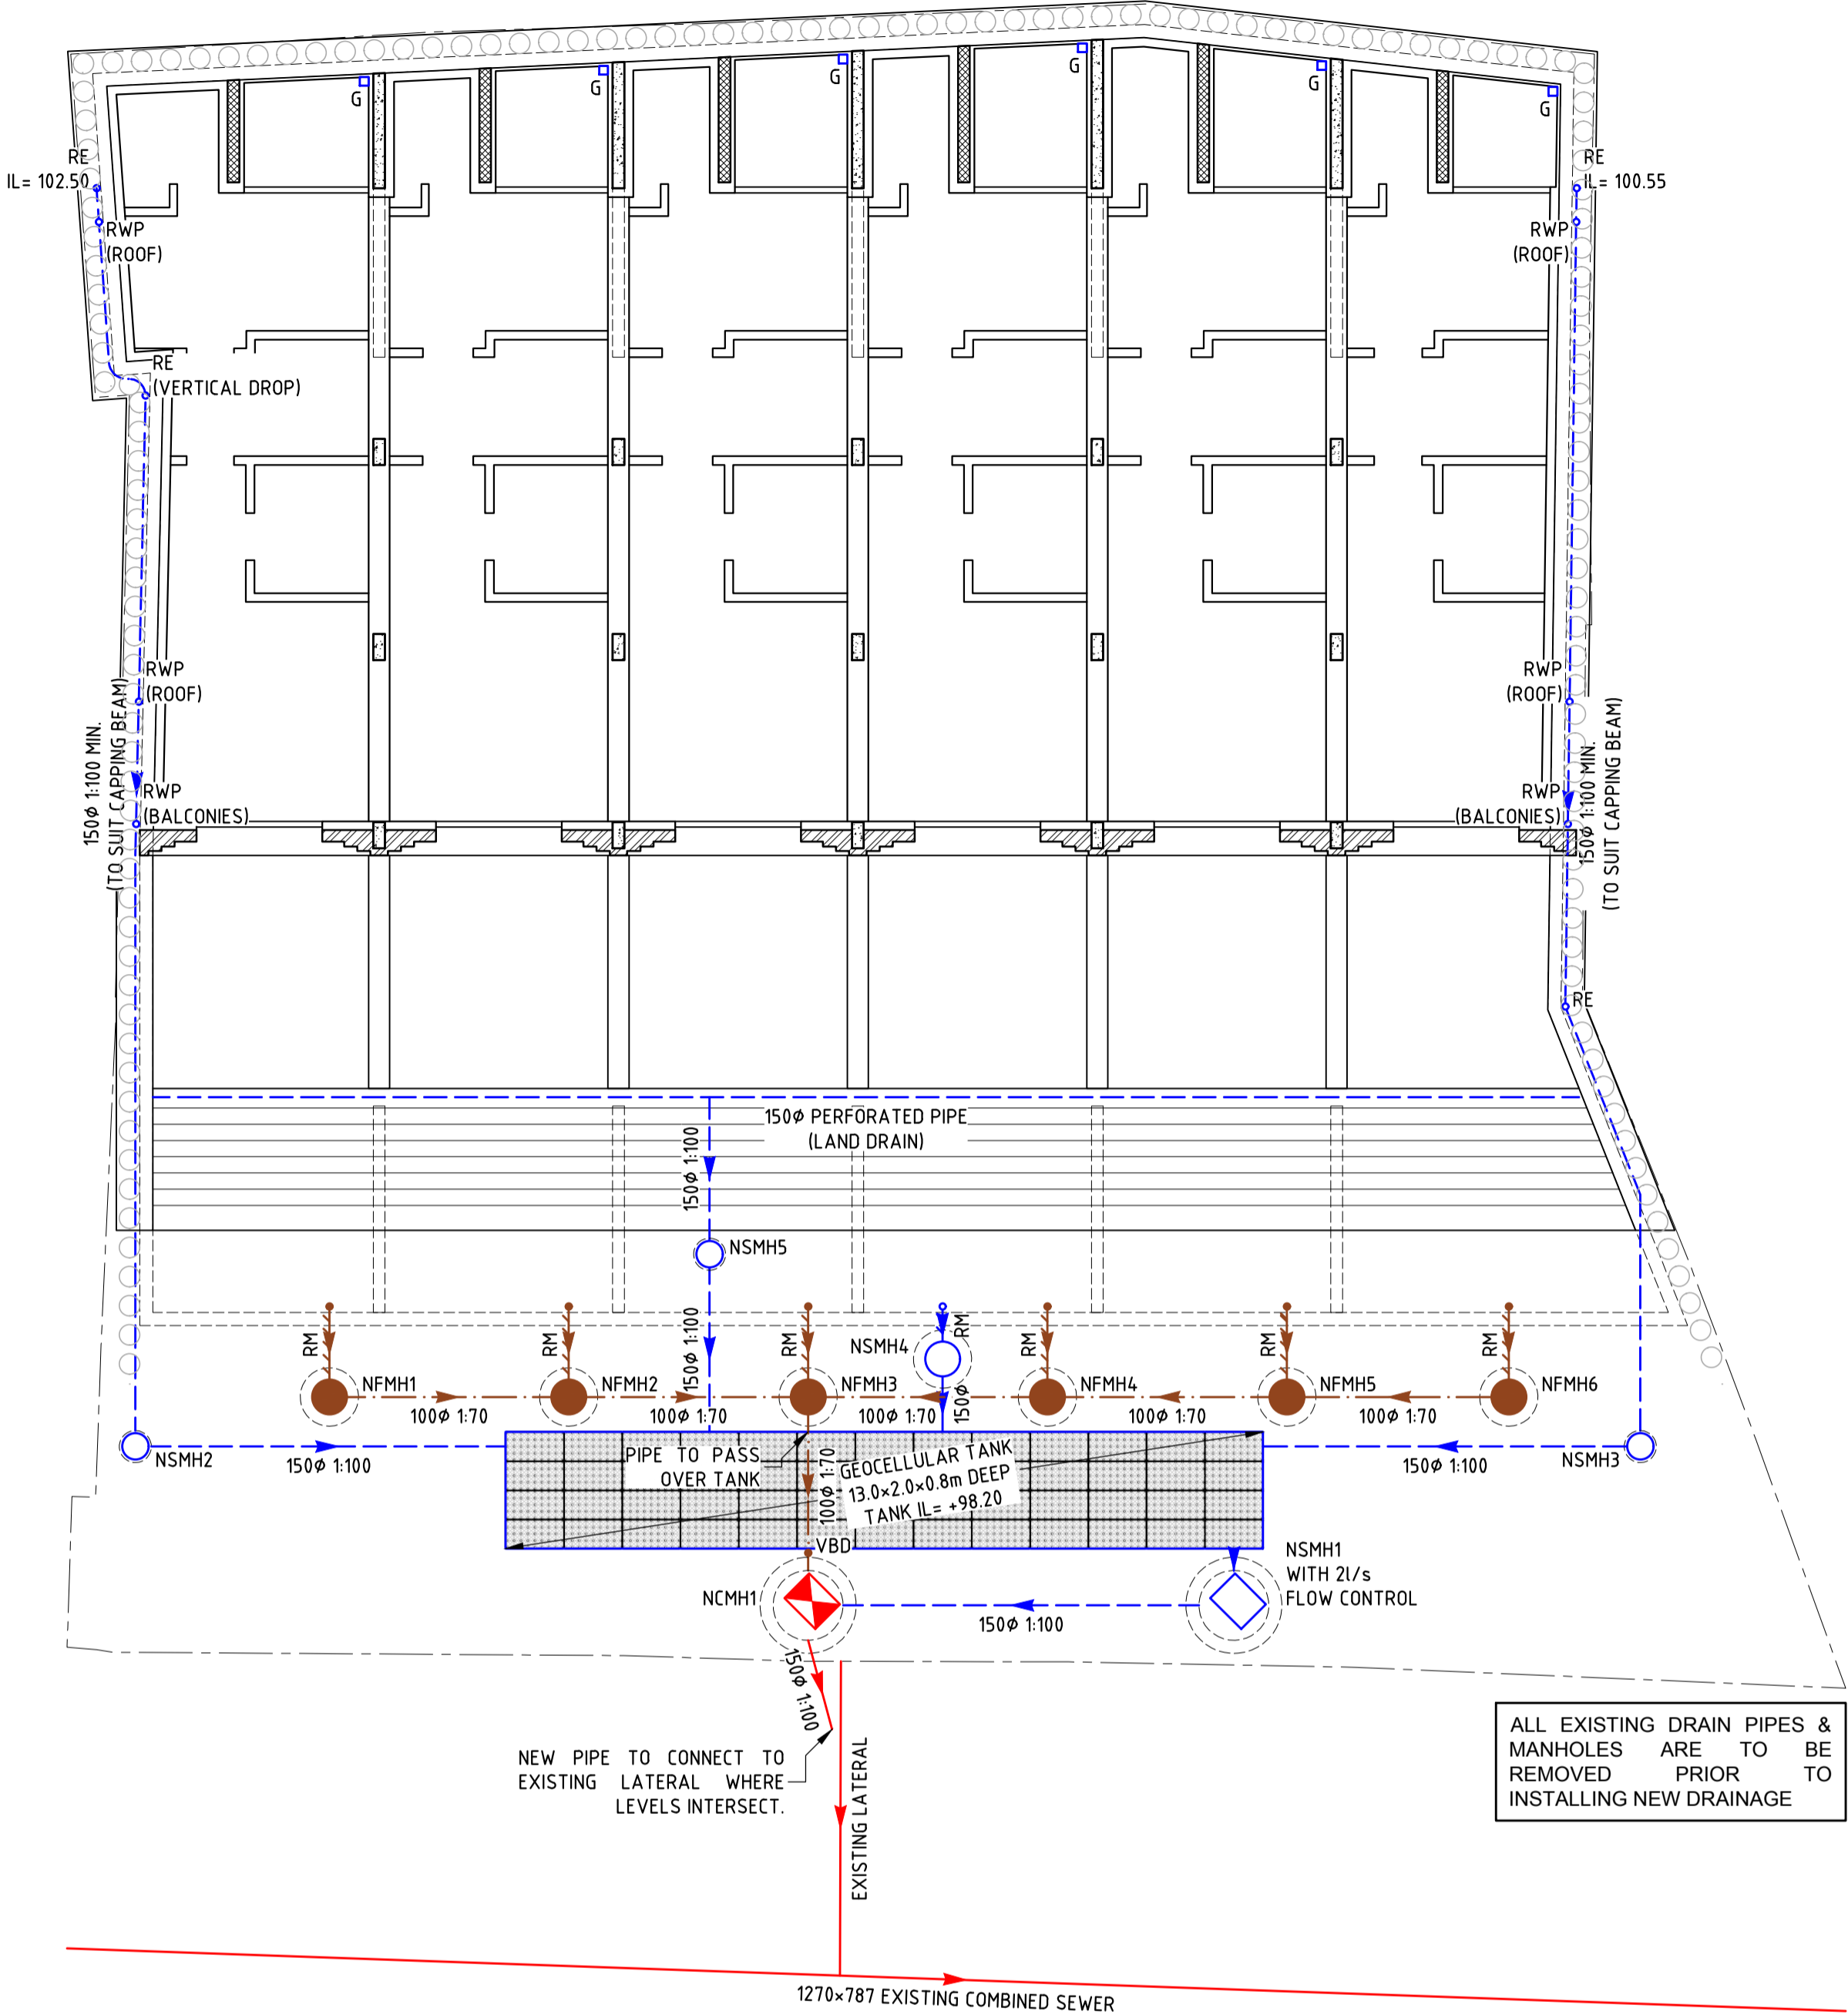 G
G
G
G
G
G
RE
IL= 102.50
RE
IL= 100.55
RWP
(ROOF)
RWP
(ROOF)
RE
(VERTICAL DROP)
RWP
(ROOF)
RWP
(ROOF)
150Ø 1:100 MIN.
(TO SUIT CAPPING BEAM)
150Ø 1:100 MIN.
(TO SUIT CAPPING BEAM)
RWP
(BALCONIES)
RWP
(BALCONIES)
RE
150Ø PERFORATED PIPE
(LAND DRAIN)
150Ø 1:100
NSMH5
150Ø 1:100
RM
RM
RM
NSMH4
RM
RM
RM
RM
NFMH1
NFMH2
NFMH3
150Ø
NFMH4
NFMH5
NFMH6
100Ø 1:70
100Ø 1:70
100Ø 1:70
100Ø 1:70
100Ø 1:70
NSMH2
150Ø 1:100
150Ø 1:100
NSMH3
PIPE TO PASS
OVER TANK
100Ø 1:70
GEOCELLULAR TANK
13.0×2.0×0.8m DEEP
TANK IL= +98.20
VBD
NCMH1
150Ø 1:100
NSMH1
WITH 2l/s
FLOW CONTROL
150Ø 1:100
NEW PIPE TO CONNECT TO
EXISTING LATERAL WHERE
LEVELS INTERSECT.
EXISTING LATERAL
ALL EXISTING DRAIN PIPES &
MANHOLES ARE TO BE
REMOVED PRIOR TO
INSTALLING NEW DRAINAGE
1270×787 EXISTING COMBINED SEWER